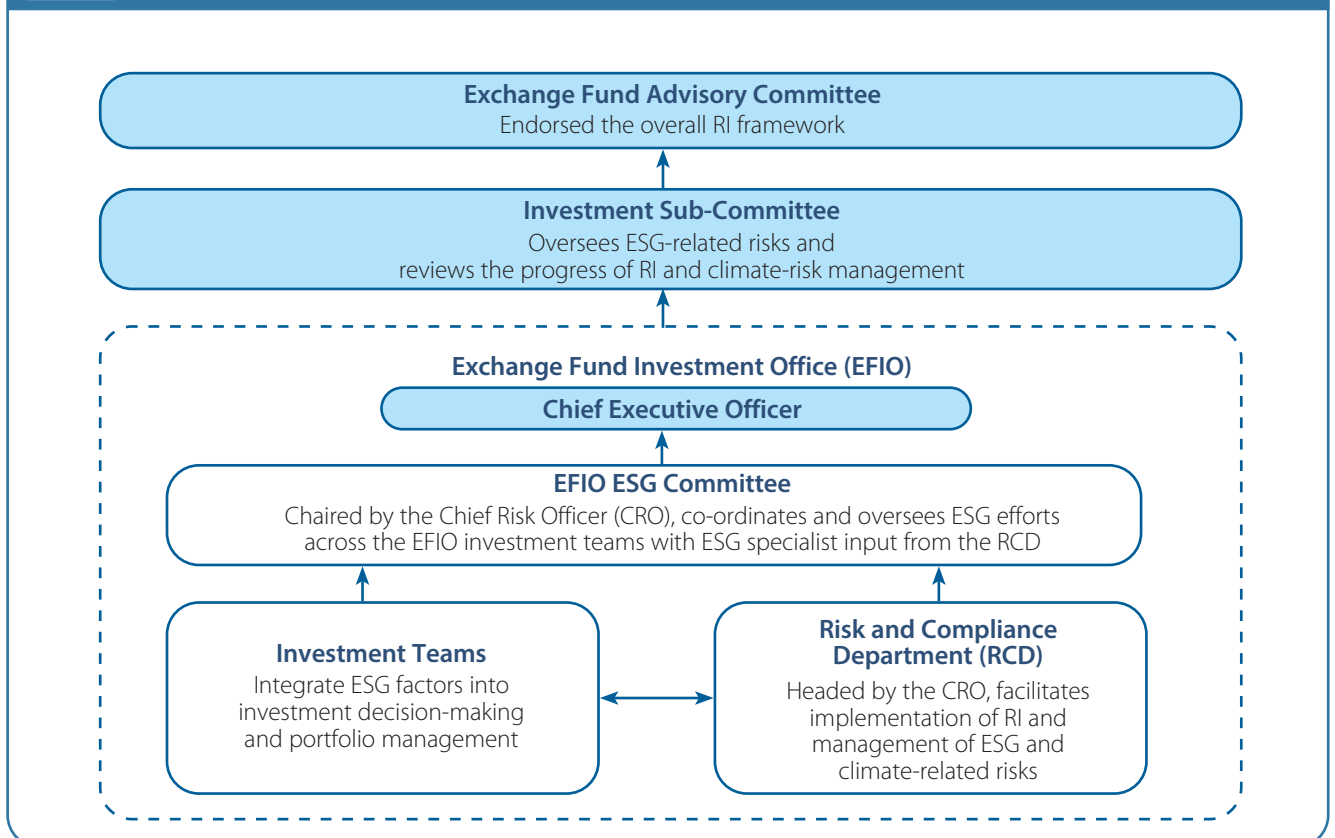 Exchange Fund Advisory Committee
Endorsed the overall RI framework
Investment Sub-Committee
Oversees ESG-related risks and
reviews the progress of RI and climate-risk management
Exchange Fund Investment Office (EFIO)
Chief Executive Officer
EFIO ESG Committee
Chaired by the Chief Risk Officer (CRO), co-ordinates and oversees ESG efforts
across the EFIO investment teams with ESG specialist input from the RCD
Investment Teams
Integrate ESG factors into
investment decision-making
and portfolio management
Risk and Compliance
Department (RCD)
Headed by the CRO, facilitates
implementation of RI and
management of ESG and
climate-related risks